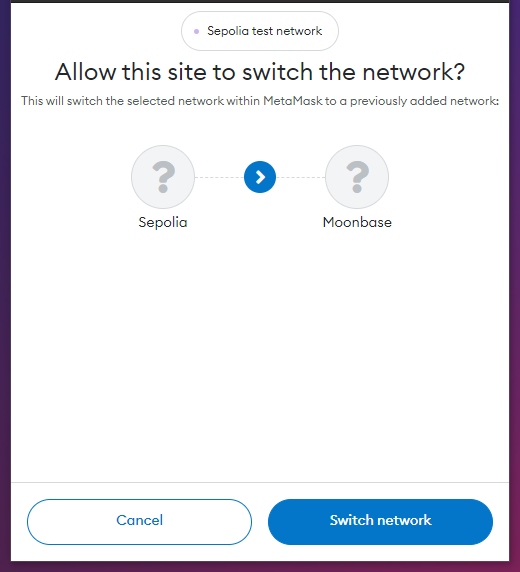 Sepolia test network
Allow this site to switch the network?
This will switch the selected network within MetaMask to a previously added network:
? ?
Sepolia Moonbase
Cancel Switch network